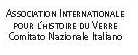 Association Internationale
pour l'histoire du Verre
Comitato Nazionale Italiano